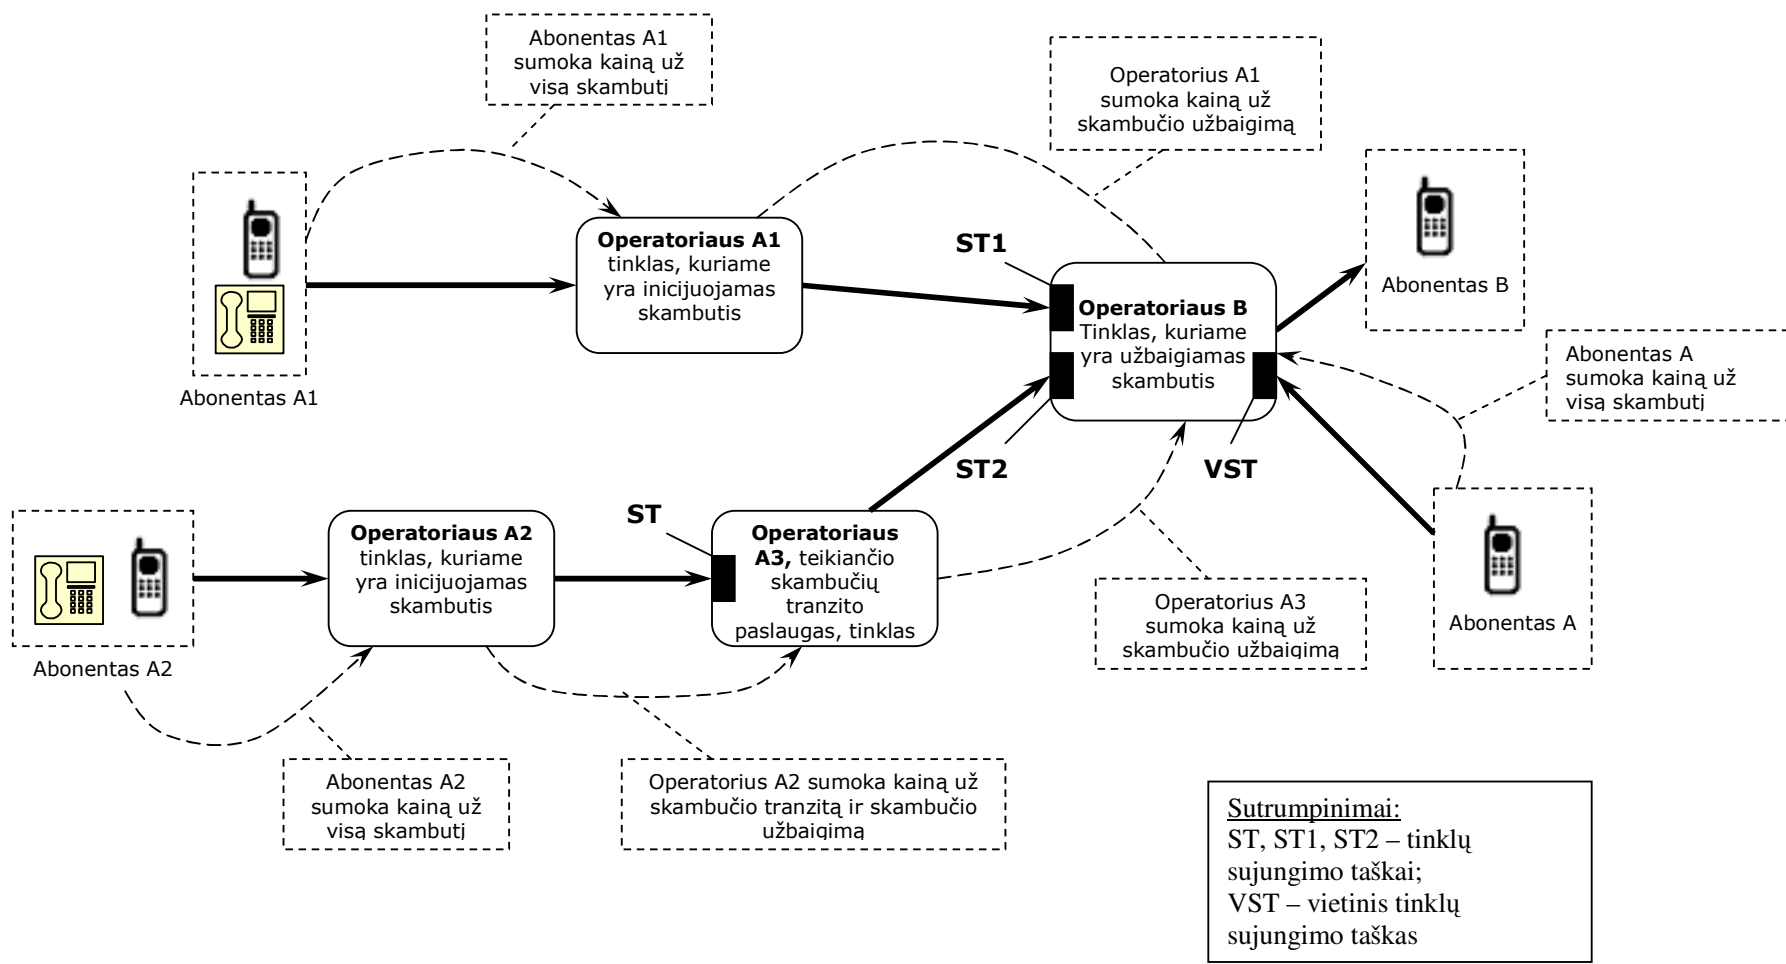 Abonentas A1
sumoka kainą už
visą skambutį
Operatorius A1
sumoka kainą už
skambučio užbaigimą
Operatoriaus A1
tinklas, kuriame
yra inicijuojamas
skambutis
ST1
Abonentas A1
Operatoriaus B
Tinklas, kuriame
yra užbaigiamas
skambutis
Abonentas B
Abonentas A
sumoka kainą už
visą skambutį
ST2
VST
ST
Operatoriaus A2
tinklas, kuriame
yra inicijuojamas
skambutis
Operatoriaus
A3, teikiančio
skambučių
tranzito
paslaugas, tinklas
Abonentas A2
Operatorius A3
sumoka kainą už
skambučio užbaigimą
Abonentas A
Abonentas A2
sumoka kainą už
visą skambutį
Operatorius A2 sumoka kainą už
skambučio tranzitą ir skambučio
užbaigimą
Sutrumpinimai:
ST, ST1, ST2 – tinklų
sujungimo taškai;
VST – vietinis tinklų
sujungimo taškas